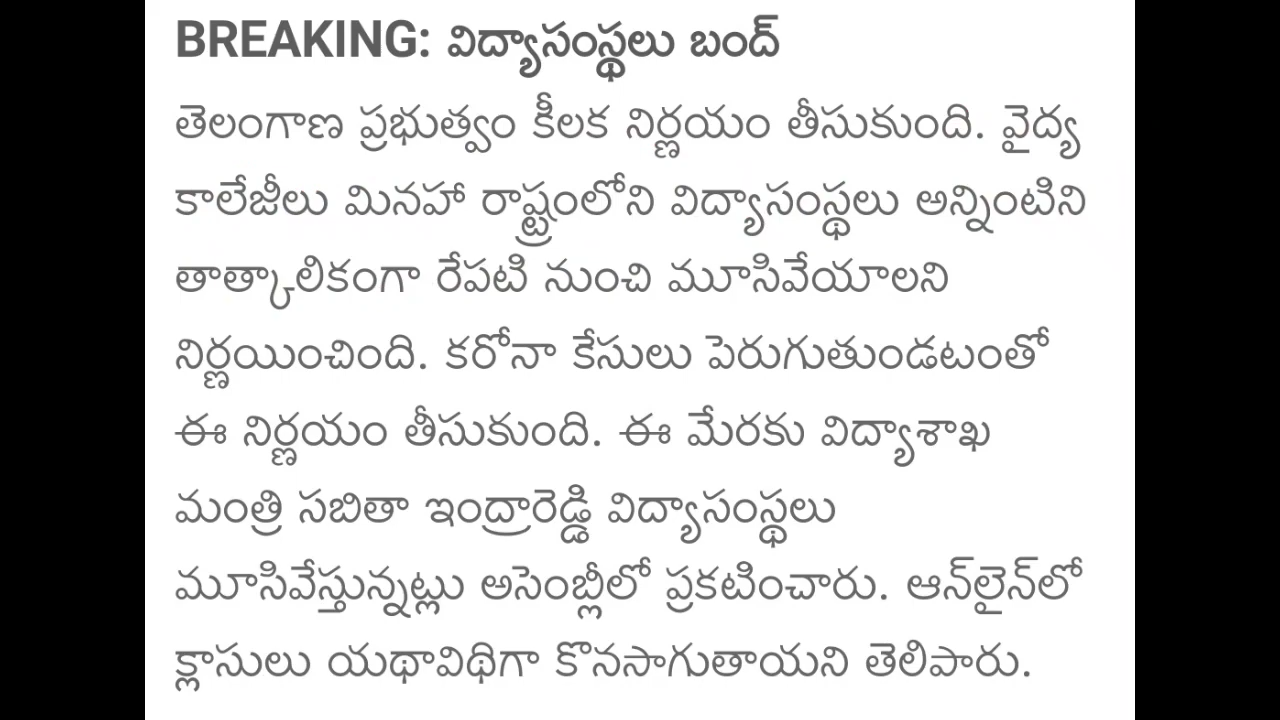 BREAKING: విద్యాసంస్థలు బంద్
తెలంగాణ ప్రభుత్వం కీలక నిర్ణయం తీసుకుంది. వైద్య
కాలేజీలు మినహా రాష్ట్రంలోని విద్యాసంస్థలు అన్నింటిని
తాత్కాలికంగా రేపటి నుంచి మూసివేయాలని
నిర్ణయించింది. కరోనా కేసులు పెరుగుతుండటంతో
ఈ నిర్ణయం తీసుకుంది. ఈ మేరకు విద్యాశాఖ
మంత్రి సబితా ఇంద్రారెడ్డి విద్యాసంస్థలు
మూసివేస్తున్నట్లు అసెంబ్లీలో ప్రకటించారు. ఆన్‌లైన్‌లో
క్లాసులు యథావిథిగా కొనసాగుతాయని తెలిపారు.